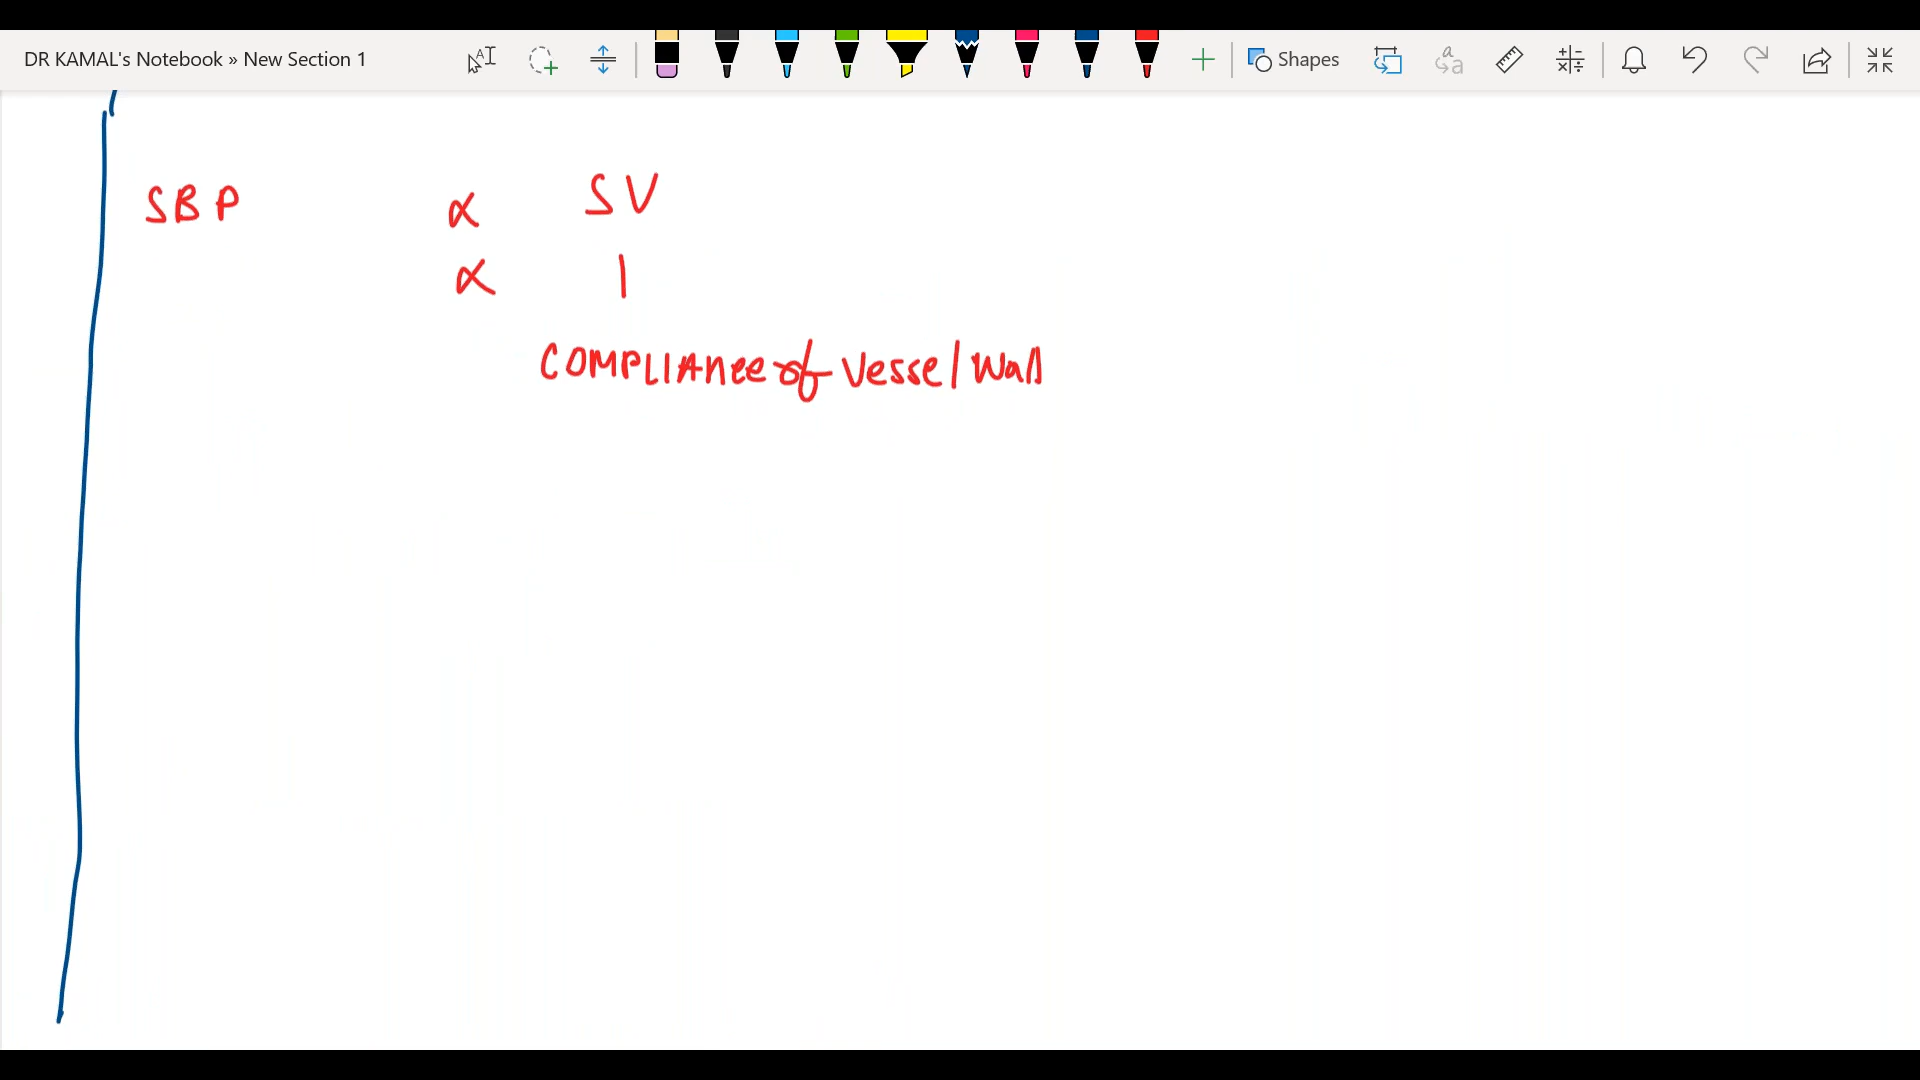 DR KAMAL's Notebook » New Section 1
Shapes
SBP α SV
α 1
COMPLIANCE of vessel wall